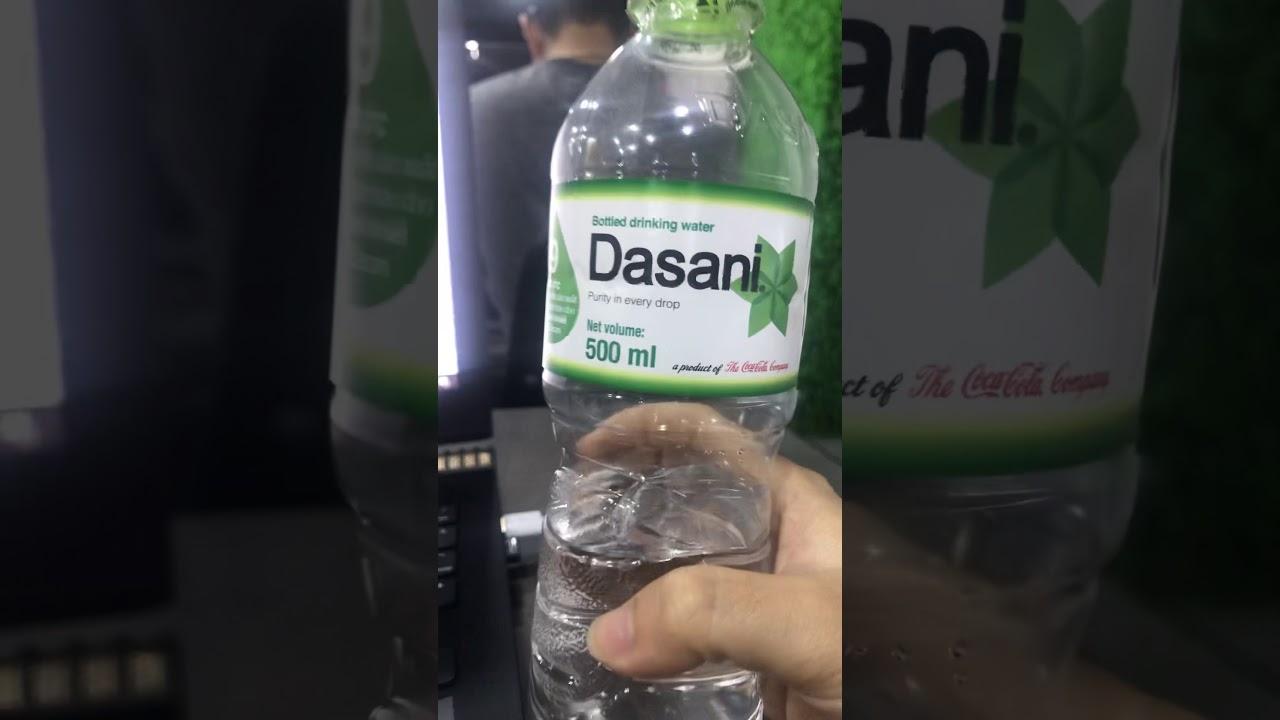 Bottled drinking water
Dasani
Purity in every drop
Net volume:
500 ml
a product of The Coca-Cola Company